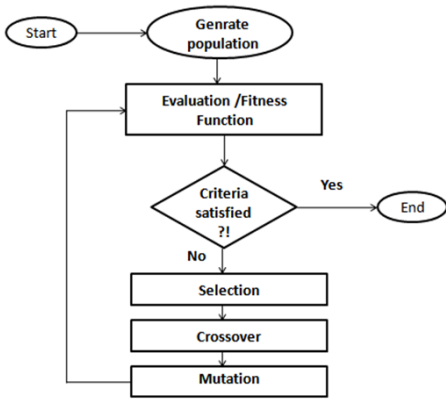 Start
Genrate
population
Evaluation /Fitness
Function
Criteria
satisfied
?!
Yes
End
No
Selection
Crossover
Mutation